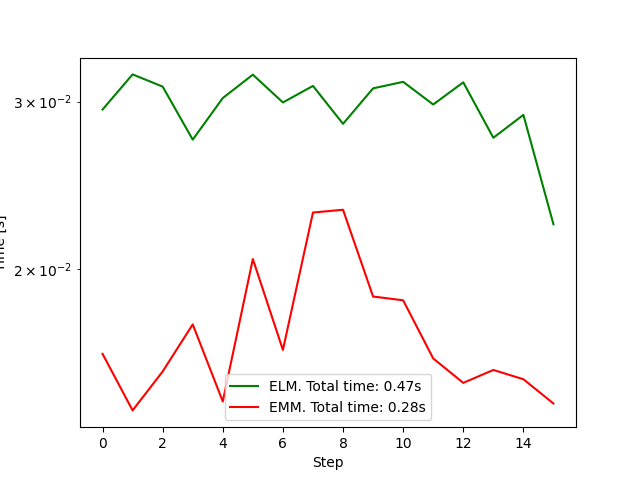 3 × 10⁻²
2 × 10⁻²
Time [s]
ELM. Total time: 0.47s
EMM. Total time: 0.28s
0 2 4 6 8 10 12 14
Step